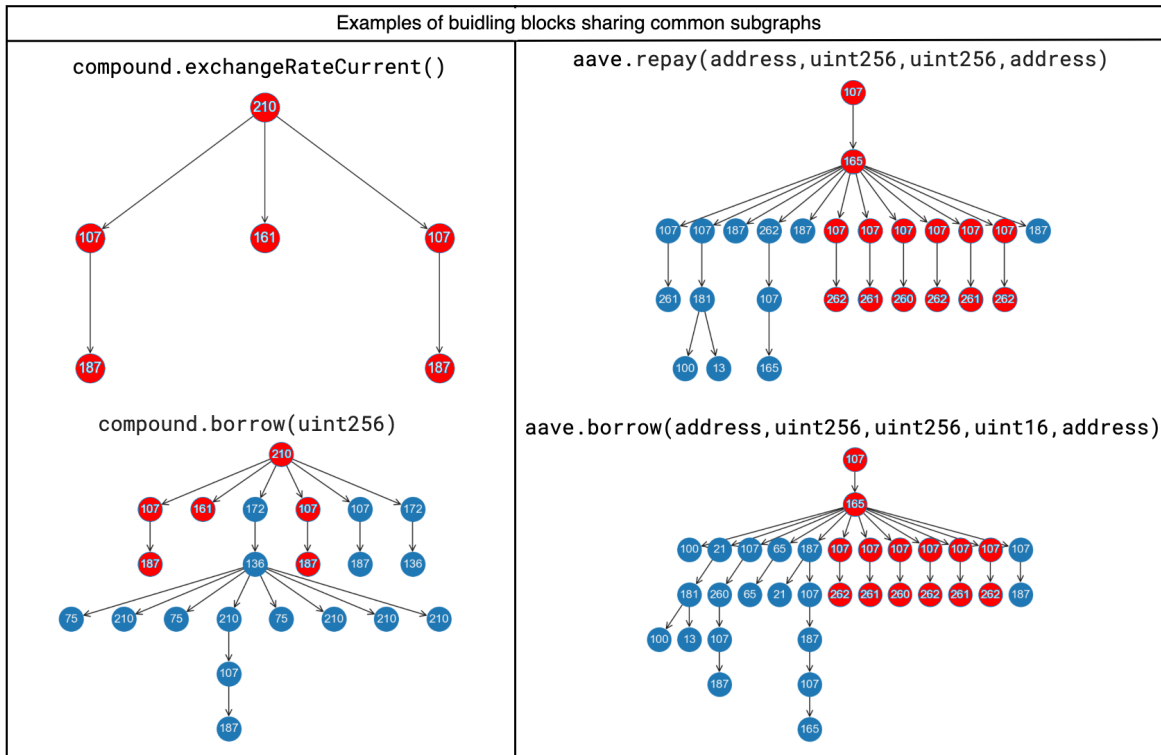 Examples of buidling blocks sharing common subgraphs
compound.exchangeRateCurrent()
210
107 161 107
187 187
aave.repay(address,uint256,uint256,address)
107
165
107 107 187 262 187 107 107 107 107 107 107 187
261 181 107 262 261 260 262 261 262
100 13 165
compound.borrow(uint256)
210
107 161 172 107 107 172
187 136 187 187 136
75 210 75 210 75 210 210 210
107
187
aave.borrow(address,uint256,uint256,uint16,address)
107
165
100 21 107 65 187 107 107 107 107 107 107 107
181 260 65 21 107 262 261 260 262 261 262 187
100 13 107 187
187 107
165